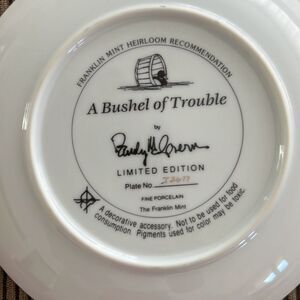 FRANKLIN MINT HEIRLOOM RECOMMENDATION
A Bushel of Trouble
by
LIMITED EDITION
Plate No.
FINE PORCELAIN
The Franklin Mint
A decorative accessory. Not to be used for food
consumption. Pigments used for color may be toxic.